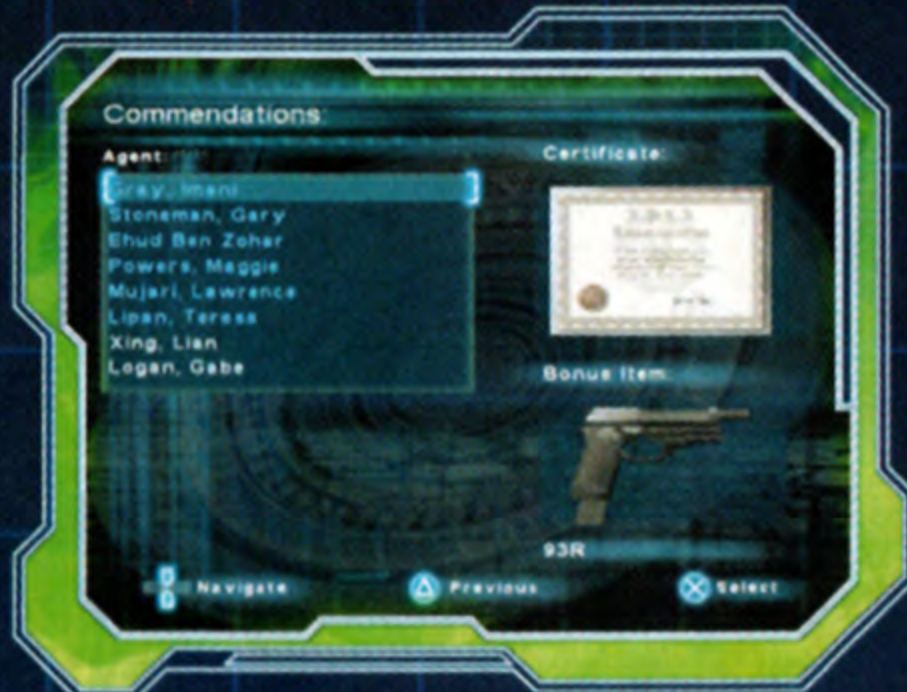 Commendations:
Agent:
Gray, Imani
Stoneman, Gary
Ehud Ben Zohar
Powers, Maggie
Mujari, Lawrence
Lipan, Teresa
Xing, Lian
Logan, Gabe
Certificate:
Bonus Item:
93R
Navigate
Previous
Select